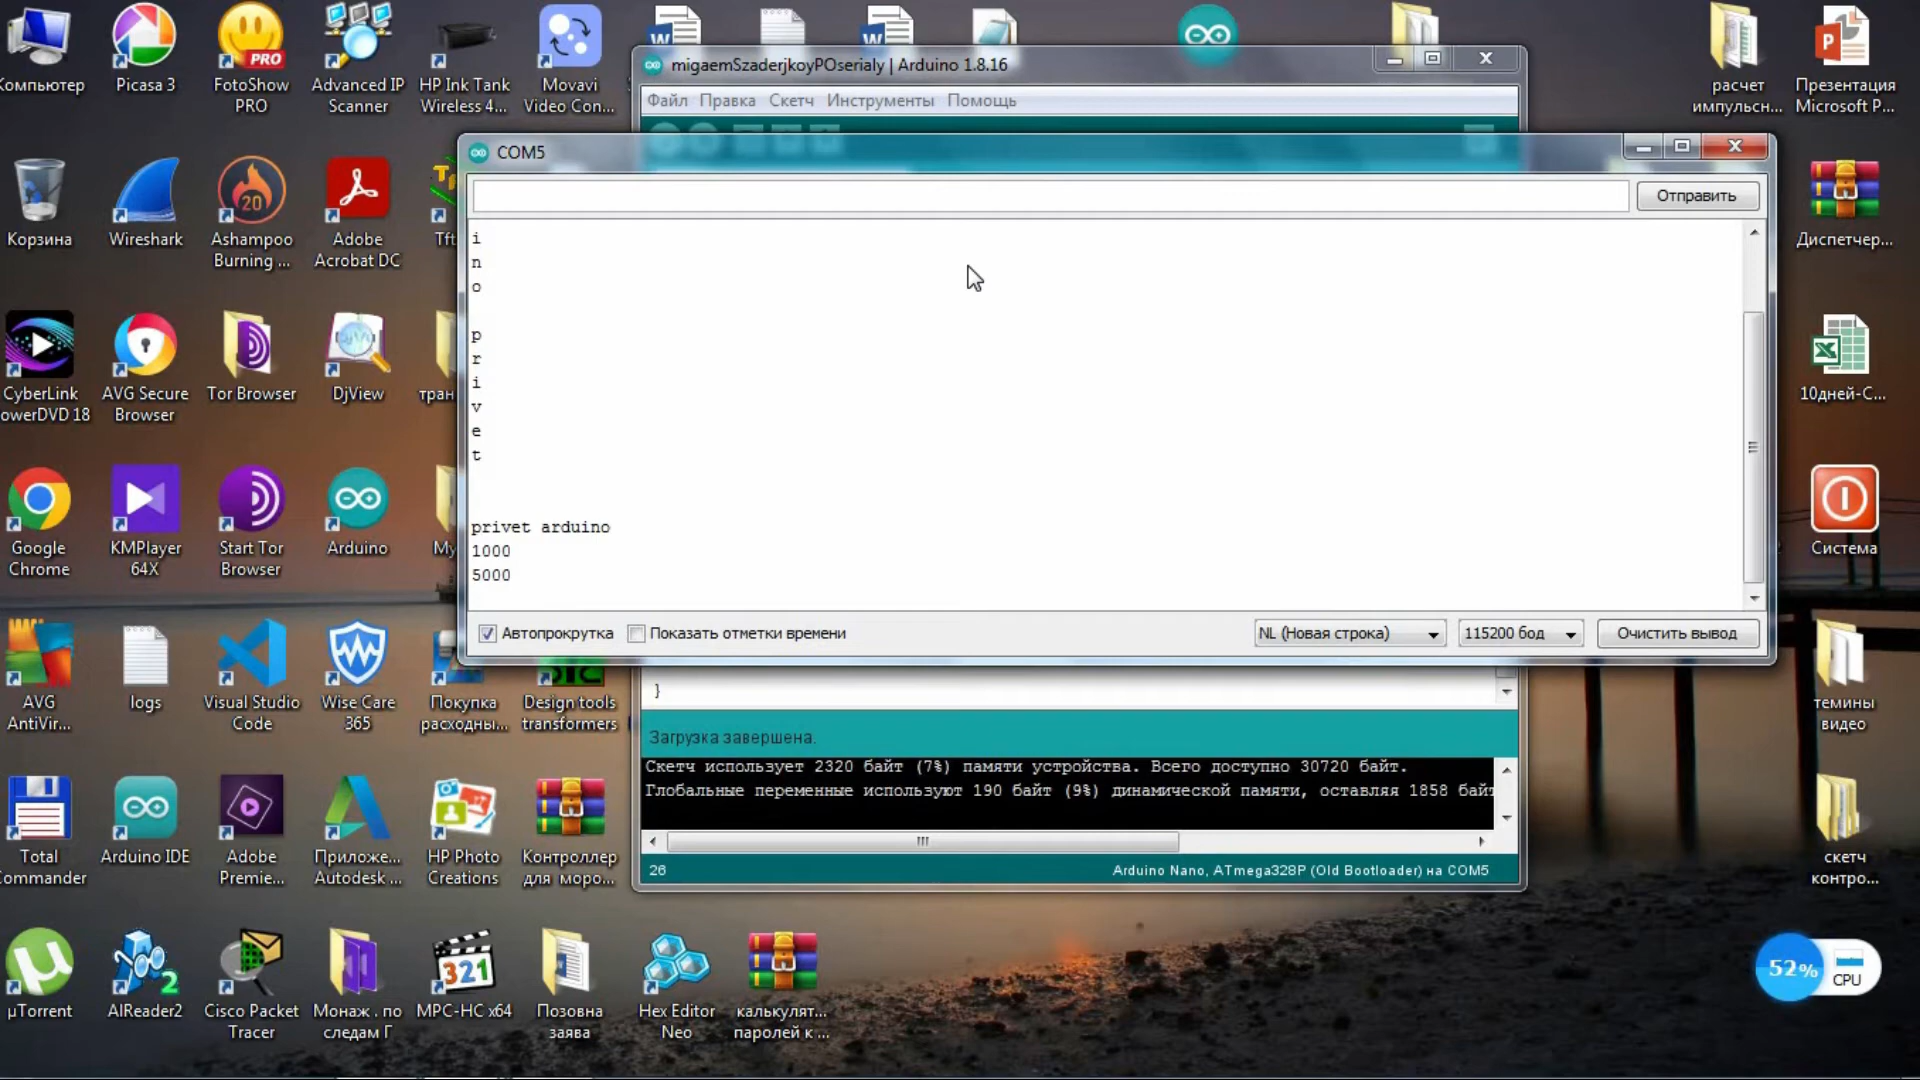 migaemSzaderjkoyPOserialy | Arduino 1.8.16
Файл Правка Скетч Инструменты Помощь
COM5
Отправить
i
n
o
p
r
i
v
e
t
privet arduino
1000
5000
Автопрокрутка
Показать отметки времени
NL (Новая строка)
115200 бод
Очистить вывод
}
Загрузка завершена.
Скетч использует 2320 байт (7%) памяти устройства. Всего доступно 30720 байт.
Глобальные переменные используют 190 байт (9%) динамической памяти, оставляя 1858 байт
26
Arduino Nano, ATmega328P (Old Bootloader) на COM5
Компьютер
Picasa 3
FotoShow
PRO
Advanced IP
Scanner
HP Ink Tank
Wireless 4...
Movavi
Video Con...
расчет
импульсн...
Презентация
Microsoft P...
Корзина
Wireshark
Ashampoo
Burning ...
Adobe
Acrobat DC
Tft
Диспетчер...
CyberLink
owerDVD 18
AVG Secure
Browser
Tor Browser
DjView
тран
10дней-С...
Google
Chrome
KMPlayer
64X
Start Tor
Browser
Arduino
My
Система
AVG
AntiVir...
logs
Visual Studio
Code
Wise Care
365
Покупка
расходны...
Design tools
transformers
темины
видео
Total
Commander
Arduino IDE
Adobe
Premie...
Приложе...
Autodesk ...
HP Photo
Creations
Контроллер
для моро...
скетч
контро...
µTorrent
AlReader2
Cisco Packet
Tracer
Монаж . по
следам Г
MPC-HC x64
Позовна
заява
Hex Editor
Neo
калькулят...
паролей к ...
52%
CPU
PRO
20
321